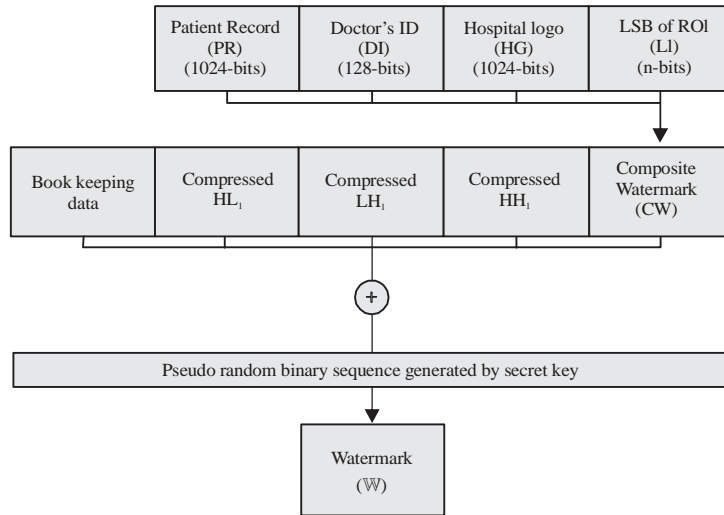 Patient Record
(PR)
(1024-bits)
Doctor's ID
(DI)
(128-bits)
Hospital logo
(HG)
(1024-bits)
LSB of ROl
(Ll)
(n-bits)
Book keeping
data
Compressed
HL₁
Compressed
LH₁
Compressed
HH₁
Composite
Watermark
(CW)
+
Pseudo random binary sequence generated by secret key
Watermark
(𝕎)